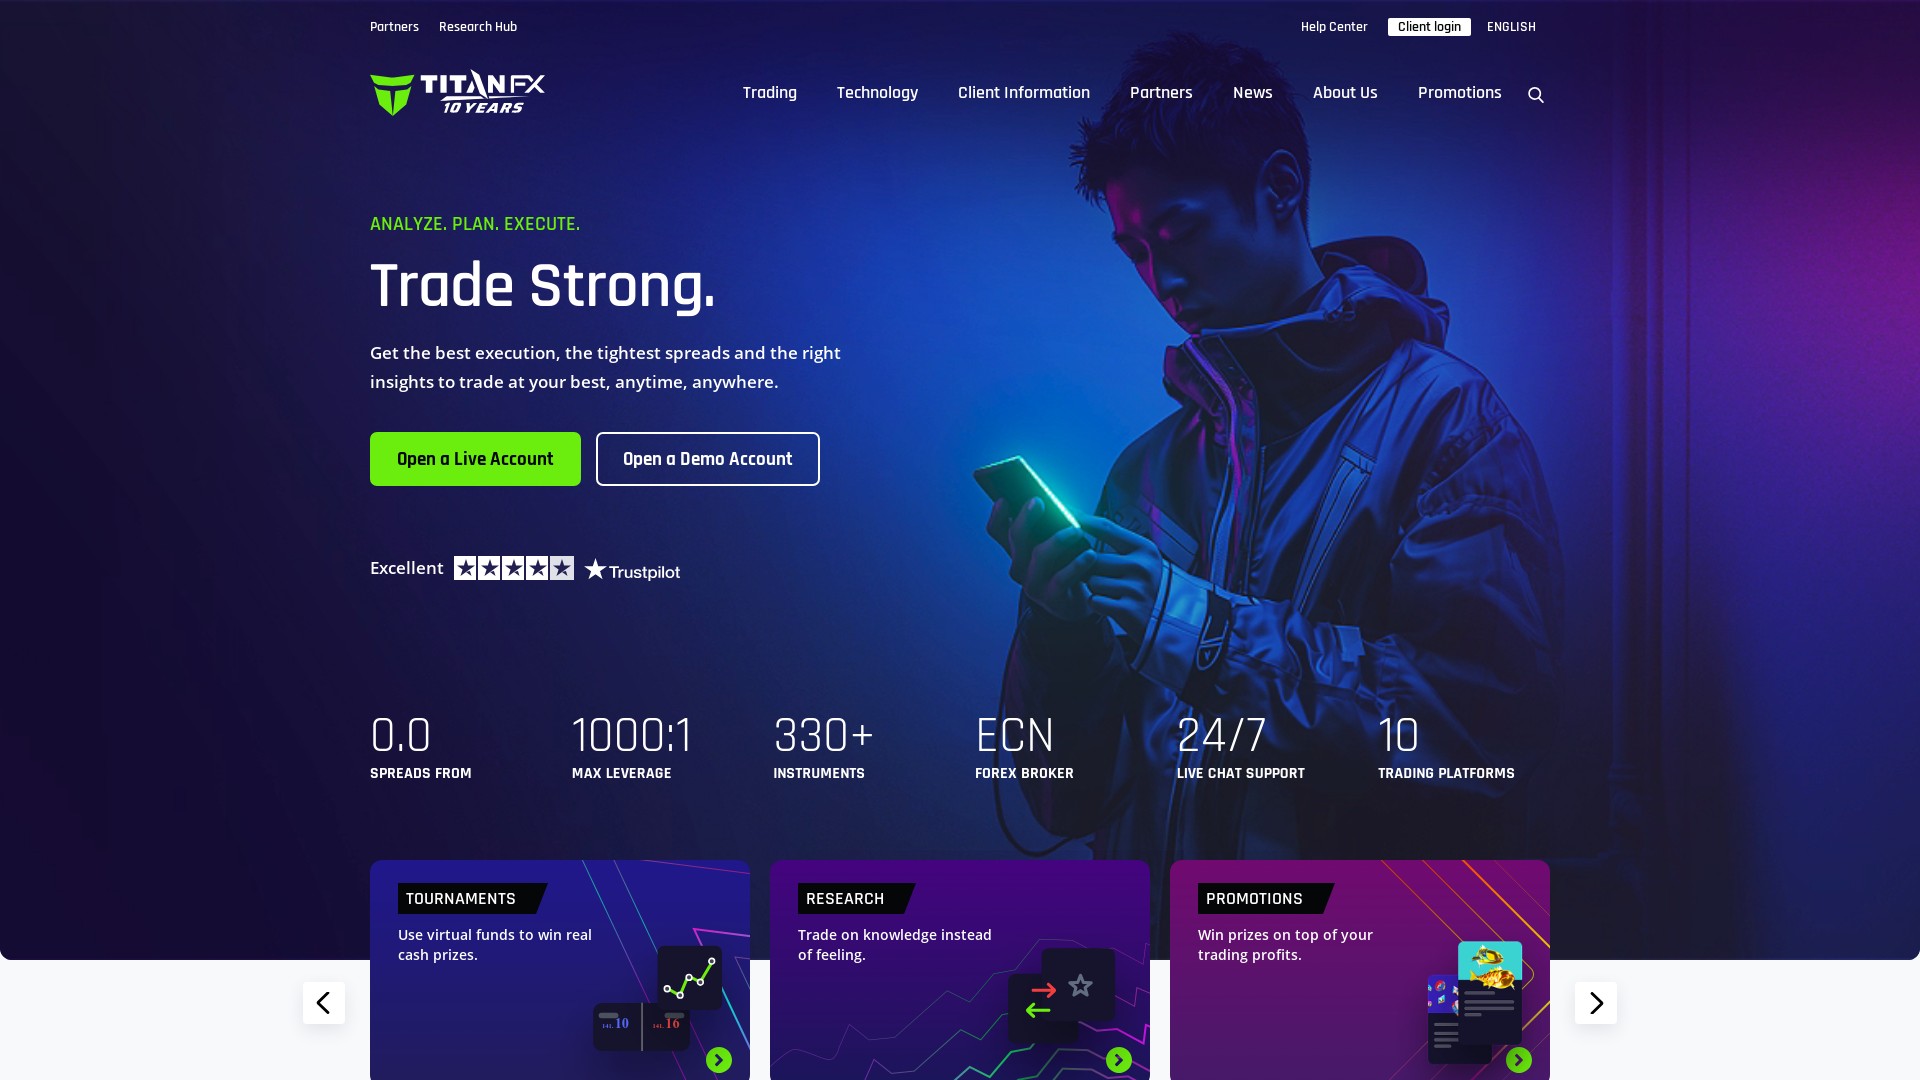 Partners
Research Hub
Help Center
Client login
ENGLISH
TITAN FX
10 YEARS
Trading
Technology
Client Information
Partners
News
About Us
Promotions
ANALYZE. PLAN. EXECUTE.
Trade Strong.
Get the best execution, the tightest spreads and the right
insights to trade at your best, anytime, anywhere.
Open a Live Account
Open a Demo Account
Excellent
Trustpilot
0.0
SPREADS FROM
1000:1
MAX LEVERAGE
330+
INSTRUMENTS
ECN
FOREX BROKER
24/7
LIVE CHAT SUPPORT
10
TRADING PLATFORMS
TOURNAMENTS
Use virtual funds to win real
cash prizes.
141.10
141.16
RESEARCH
Trade on knowledge instead
of feeling.
PROMOTIONS
Win prizes on top of your
trading profits.